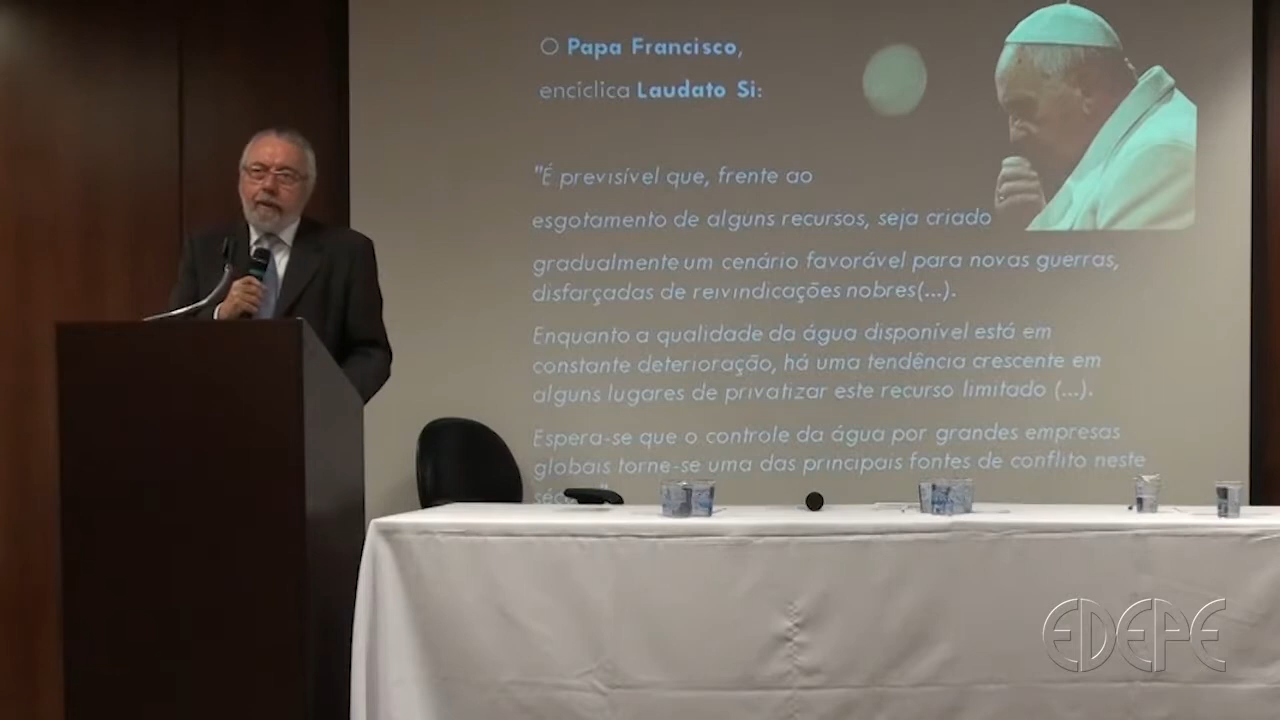 O Papa Francisco,
encíclica Laudato Si:
"É previsível que, frente ao
esgotamento de alguns recursos, seja criado
gradualmente um cenário favorável para novas guerras,
disfarçadas de reivindicações nobres(...).
Enquanto a qualidade da água disponível está em
constante deterioração, há uma tendência crescente em
alguns lugares de privatizar este recurso limitado (...).
Espera-se que o controle da água por grandes empresas
globais torne-se uma das principais fontes de conflito neste
EDEPE